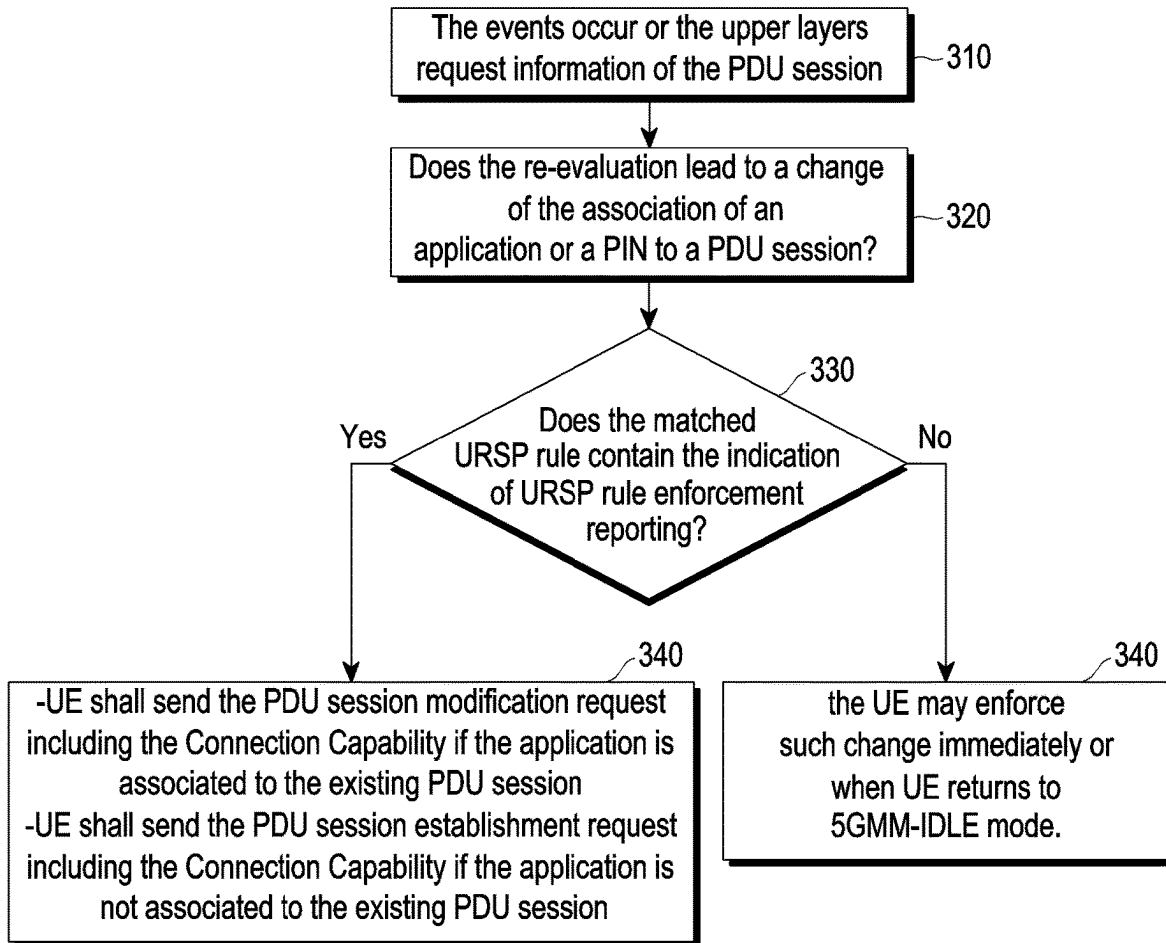 The events occur or the upper layers
request information of the PDU session
310
Does the re-evaluation lead to a change
of the association of an
application or a PIN to a PDU session?
320
330
Does the matched
URSP rule contain the indication
of URSP rule enforcement
reporting?
Yes
No
340
-UE shall send the PDU session modification request
including the Connection Capability if the application is
associated to the existing PDU session
-UE shall send the PDU session establishment request
including the Connection Capability if the application is
not associated to the existing PDU session
340
the UE may enforce
such change immediately or
when UE returns to
5GMM-IDLE mode.